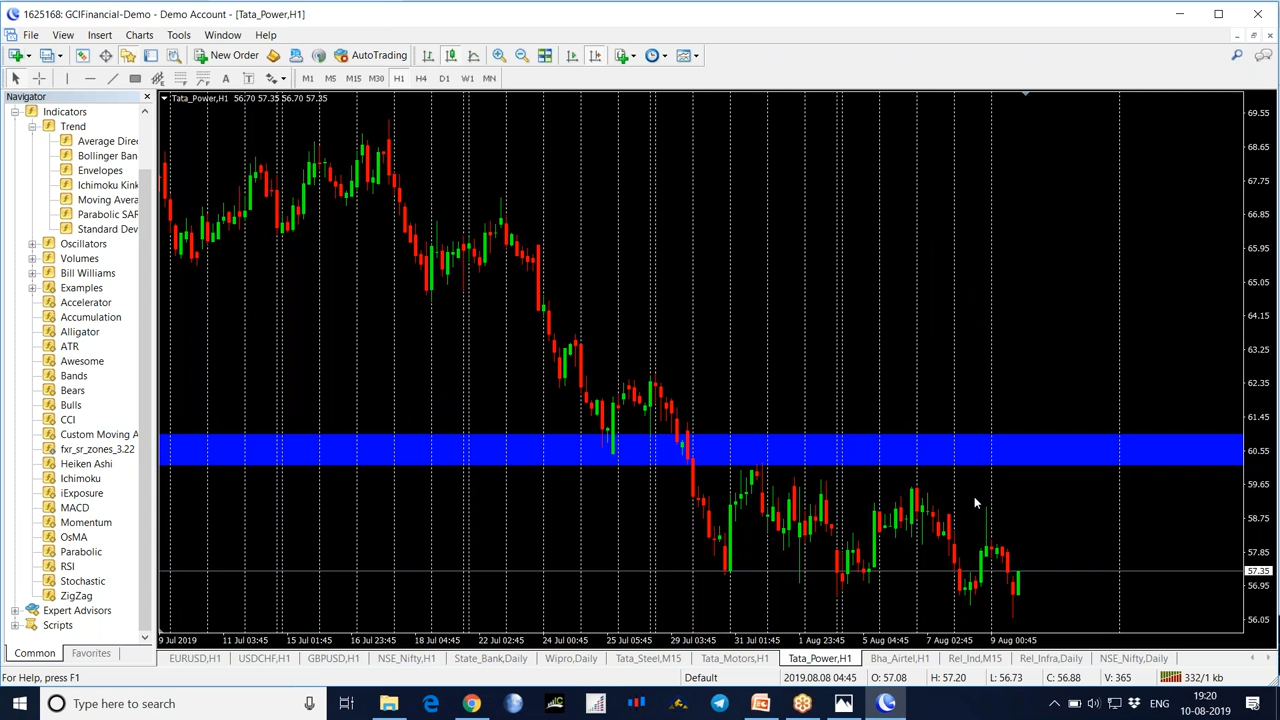 1625168: GCIFinancial-Demo - Demo Account - [Tata_Power,H1]
File View Insert Charts Tools Window Help
New Order AutoTrading
A T M1 M5 M15 M30 H1 H4 D1 W1 MN
Navigator
Indicators
Trend
Average Direc
Bollinger Ban
Envelopes
Ichimoku Kink
Moving Avera
Parabolic SAR
Standard Dev
Oscillators
Volumes
Bill Williams
Examples
Accelerator
Accumulation
Alligator
ATR
Awesome
Bands
Bears
Bulls
CCI
Custom Moving A
fxr_sr_zones_3.22
Heiken Ashi
Ichimoku
iExposure
MACD
Momentum
OsMA
Parabolic
RSI
Stochastic
ZigZag
Expert Advisors
Scripts
Common Favorites
Tata_Power,H1 56.70 57.35 56.70 57.35
69.55
68.65
67.75
66.85
65.95
65.05
64.15
63.25
62.35
61.45
60.55
59.65
58.75
57.85
57.35
56.95
56.05
9 Jul 2019 11 Jul 03:45 15 Jul 01:45 16 Jul 23:45 18 Jul 04:45 22 Jul 02:45 24 Jul 00:45 25 Jul 05:45 29 Jul 03:45 31 Jul 01:45 1 Aug 23:45 5 Aug 04:45 7 Aug 02:45 9 Aug 00:45
EURUSD,H1 USDCHF,H1 GBPUSD,H1 NSE_Nifty,H1 State_Bank,Daily Wipro,Daily Tata_Steel,M15 Tata_Motors,H1 Tata_Power,H1 Bha_Airtel,H1 Rel_Ind,M15 Rel_Infra,Daily NSE_Nifty,Daily
For Help, press F1 Default 2019.08.08 04:45 O: 57.08 H: 57.20 L: 56.73 C: 56.88 V: 365 332/1 kb
Type here to search ENG 19:20
10-08-2019